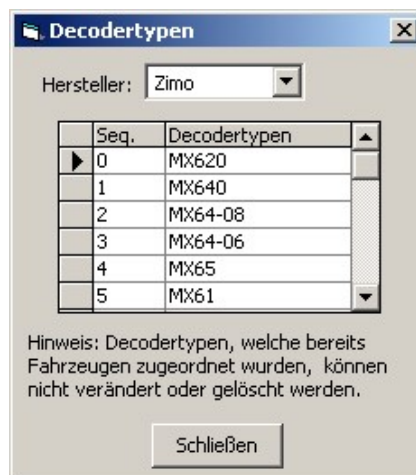 Decodertypen
Hersteller: Zimo
Seq. Decodertypen
0 MX620
1 MX640
2 MX64-08
3 MX64-06
4 MX65
5 MX61
Hinweis: Decodertypen, welche bereits
Fahrzeugen zugeordnet wurden, können
nicht verändert oder gelöscht werden.
Schließen